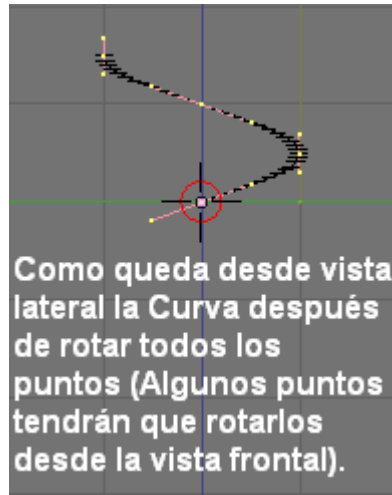 Como queda desde vista
lateral la Curva después
de rotar todos los
puntos (Algunos puntos
tendrán que rotarlos
desde la vista frontal).